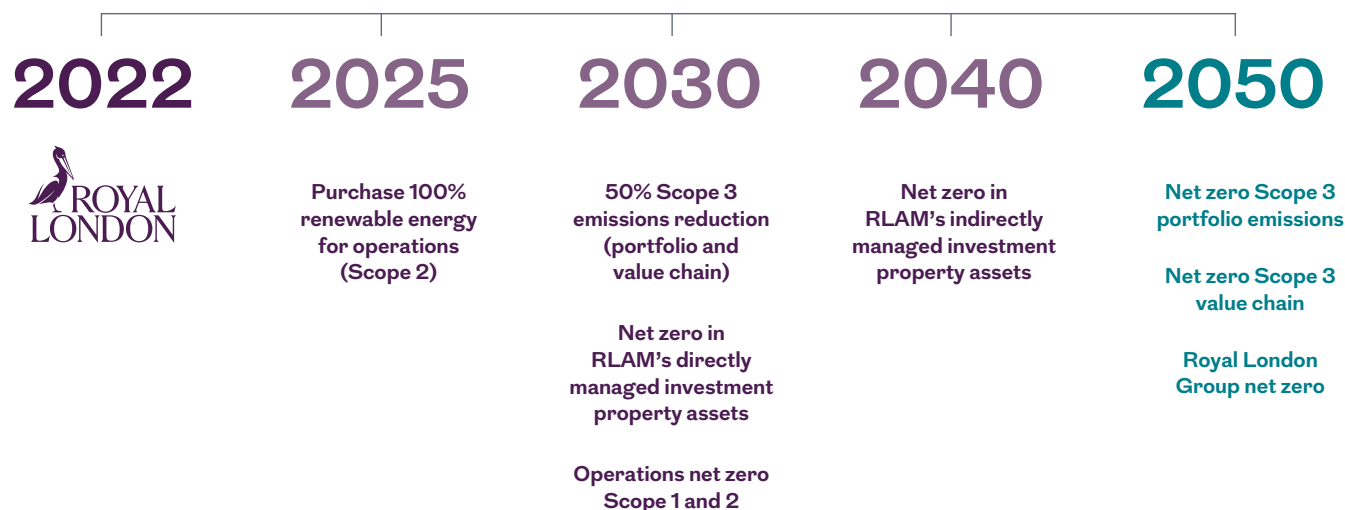 2022
ROYAL
LONDON
2025
Purchase 100%
renewable energy
for operations
(Scope 2)
2030
50% Scope 3
emissions reduction
(portfolio and
value chain)
Net zero in
RLAM’s directly
managed investment
property assets
Operations net zero
Scope 1 and 2
2040
Net zero in
RLAM’s indirectly
managed investment
property assets
2050
Net zero Scope 3
portfolio emissions
Net zero Scope 3
value chain
Royal London
Group net zero